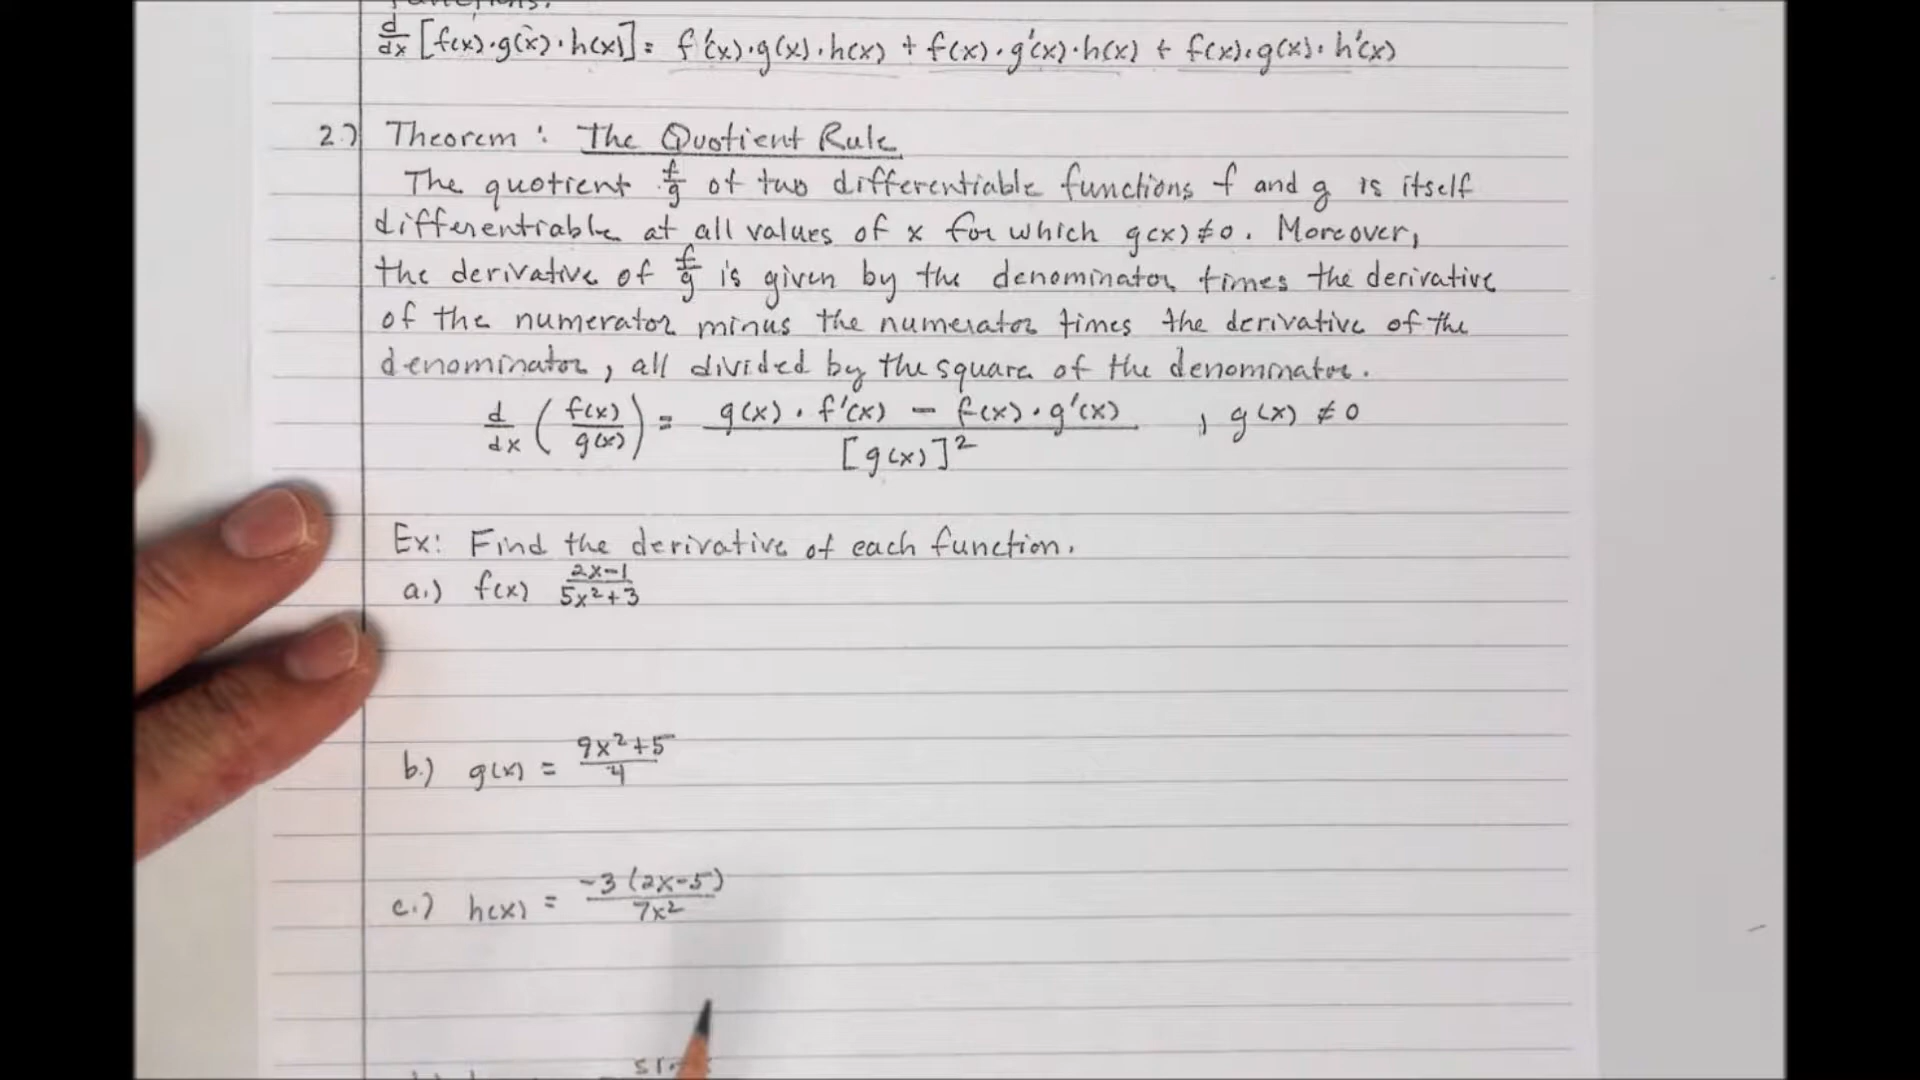 d/dx [f(x)·g(x)·h(x)] = f'(x)·g(x)·h(x) + f(x)·g'(x)·h(x) + f(x)·g(x)·h'(x)
2.) Theorem: The Quotient Rule
The quotient f/g of two differentiable functions f and g is itself
differentiable at all values of x for which g(x)≠0. Moreover,
the derivative of f/g is given by the denominator times the derivative
of the numerator minus the numerator times the derivative of the
denominator, all divided by the square of the denominator.
d/dx (f(x)/g(x)) = (g(x)·f'(x) - f(x)·g'(x))/[g(x)]², g(x) ≠ 0
Ex: Find the derivative of each function.
a.) f(x) (2x-1)/(5x²+3)
b.) g(x) = (9x²+5)/4
c.) h(x) = -3(2x-5)/7x²